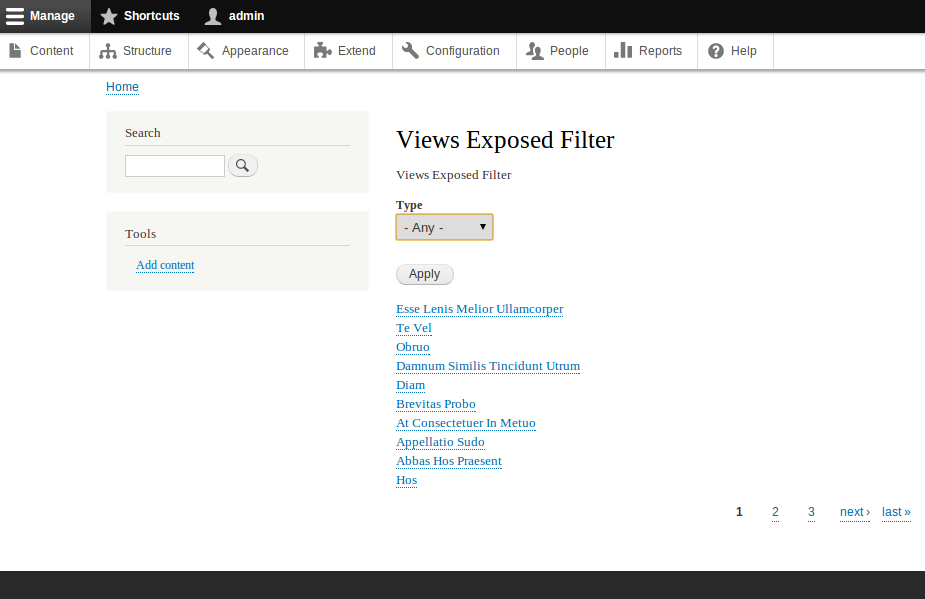 Manage Shortcuts admin
Content Structure Appearance Extend Configuration People Reports Help
Home
Search
Tools
Add content
Views Exposed Filter
Views Exposed Filter
Type
- Any -
Apply
Esse Lenis Melior Ullamcorper
Te Vel
Obruo
Damnum Similis Tincidunt Utrum
Diam
Brevitas Probo
At Consectetuer In Metuo
Appellatio Sudo
Abbas Hos Praesent
Hos
1 2 3 next › last »